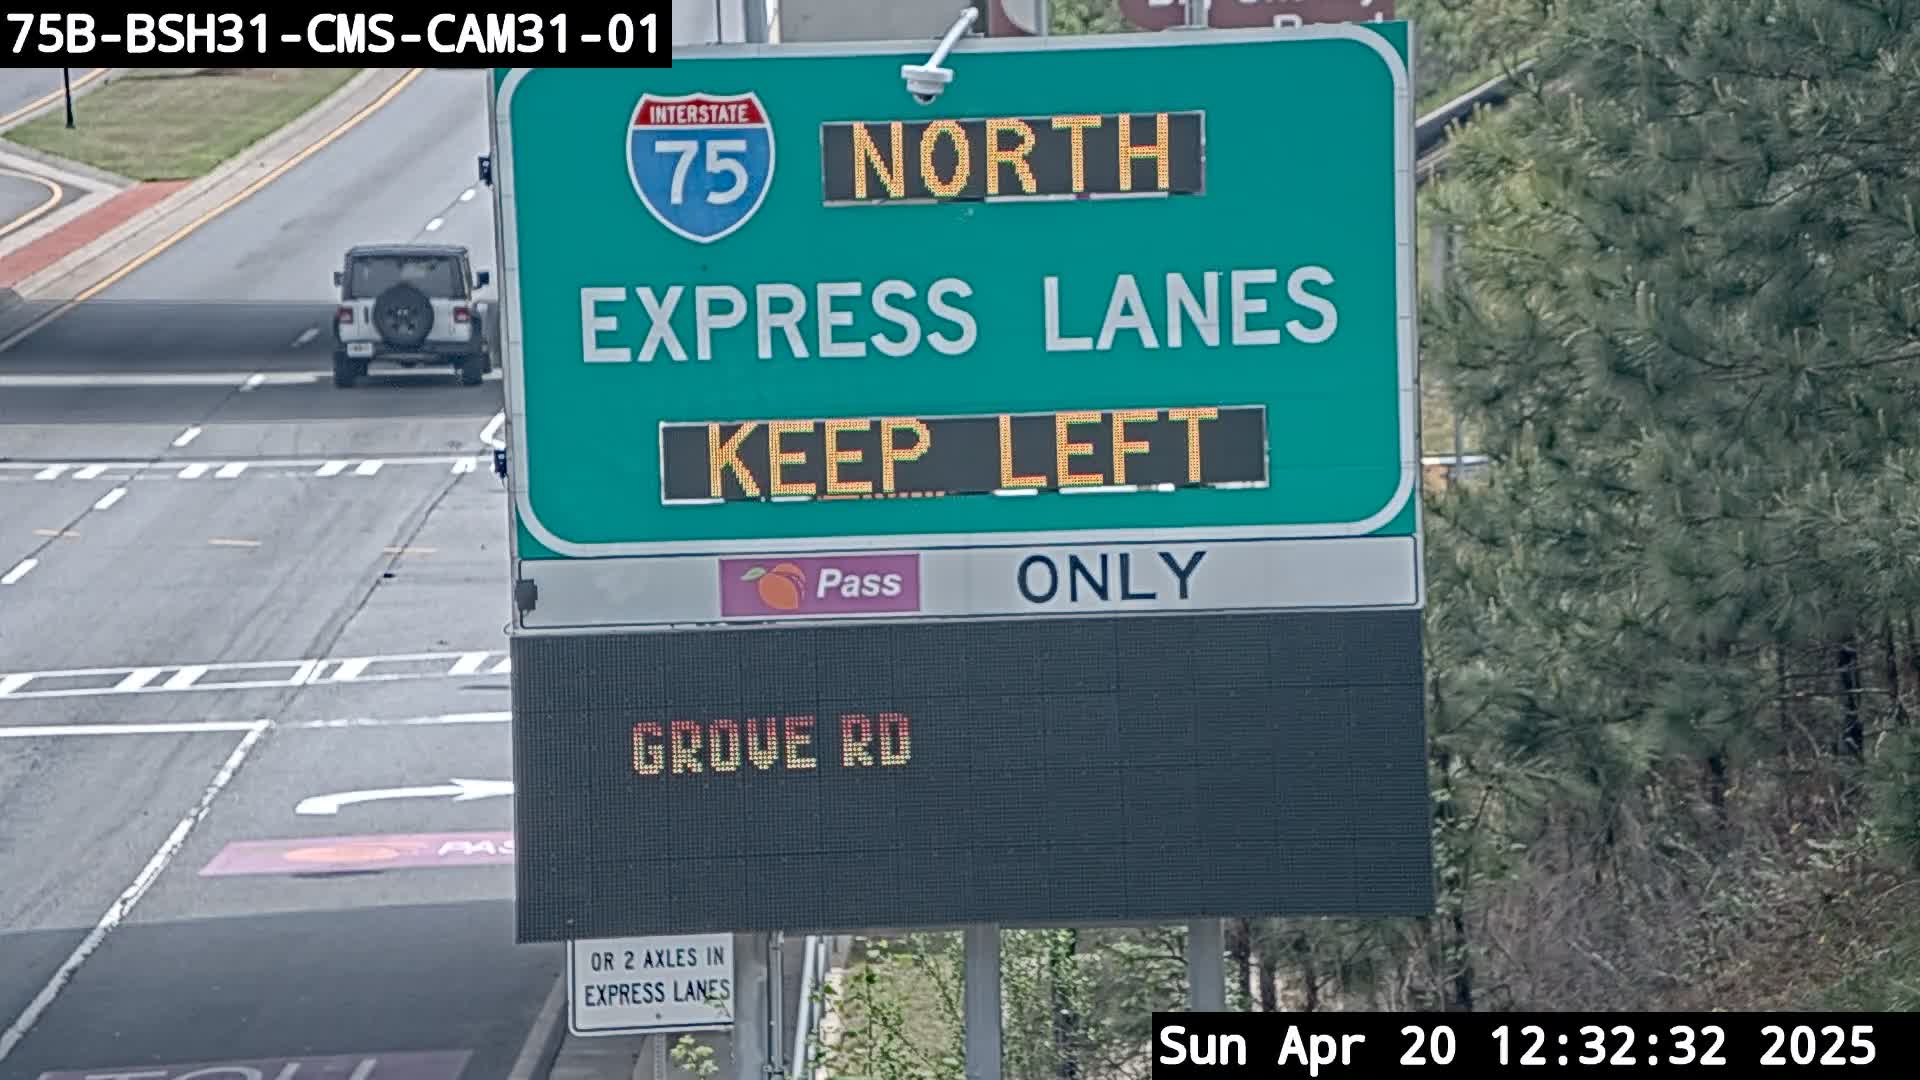 75B-BSH31-CMS-CAM31-01
INTERSTATE
75
NORTH
EXPRESS LANES
KEEP LEFT
Pass ONLY
GROVE RD
OR 2 AXLES IN
EXPRESS LANES
Sun Apr 20 12:32:32 2025